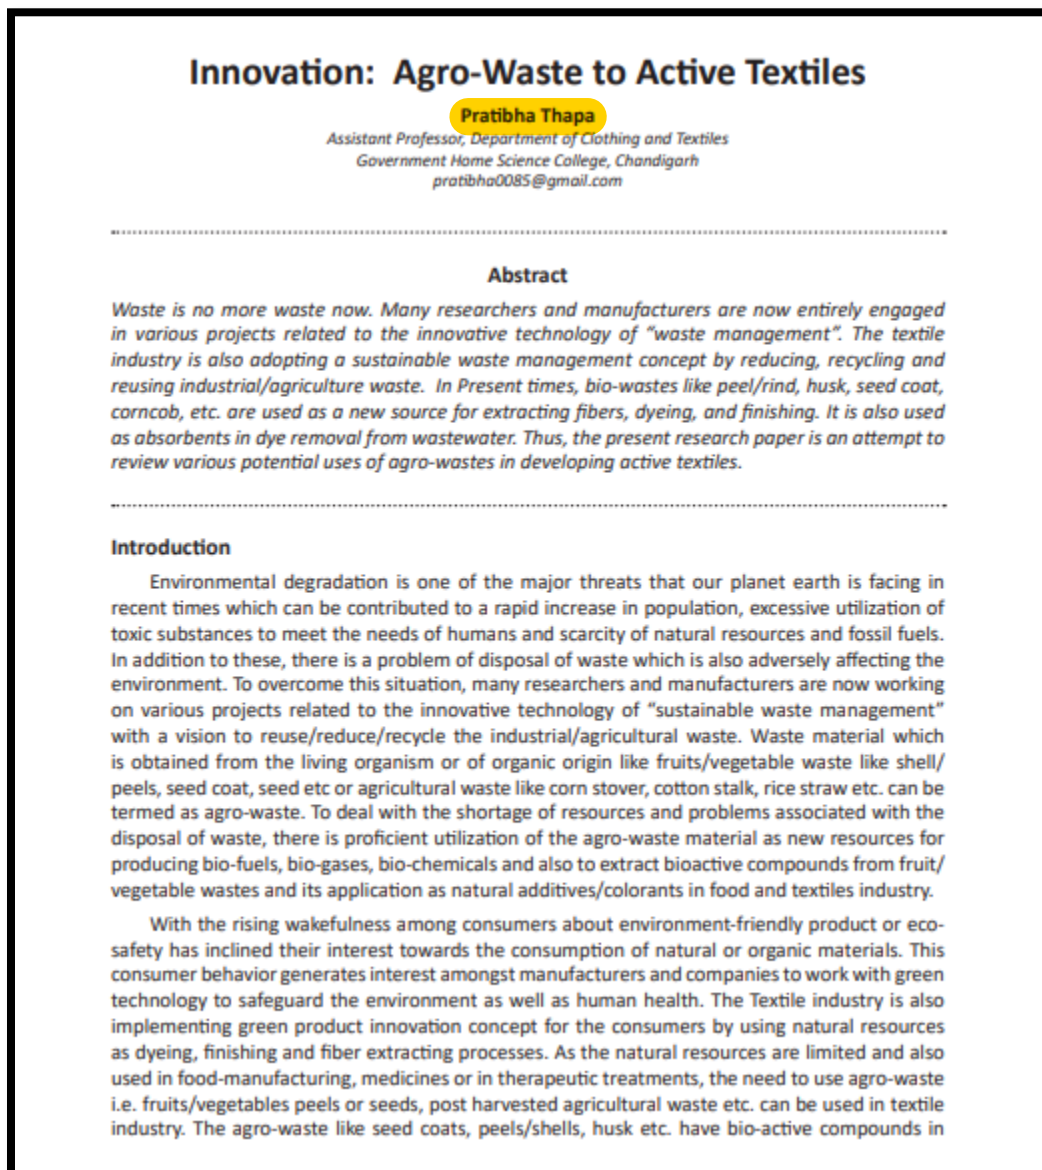 Innovation: Agro-Waste to Active Textiles
Pratibha Thapa
Assistant Professor, Department of Clothing and Textiles
Government Home Science College, Chandigarh
pratibha0085@gmail.com
Abstract
Waste is no more waste now. Many researchers and manufacturers are now entirely engaged
in various projects related to the innovative technology of “waste management”. The textile
industry is also adopting a sustainable waste management concept by reducing, recycling and
reusing industrial/agriculture waste. In Present times, bio-wastes like peel/rind, husk, seed coat,
corncob, etc. are used as a new source for extracting fibers, dyeing, and finishing. It is also used
as absorbents in dye removal from wastewater. Thus, the present research paper is an attempt to
review various potential uses of agro-wastes in developing active textiles.
Introduction
Environmental degradation is one of the major threats that our planet earth is facing in
recent times which can be contributed to a rapid increase in population, excessive utilization of
toxic substances to meet the needs of humans and scarcity of natural resources and fossil fuels.
In addition to these, there is a problem of disposal of waste which is also adversely affecting the
environment. To overcome this situation, many researchers and manufacturers are now working
on various projects related to the innovative technology of “sustainable waste management”
with a vision to reuse/reduce/recycle the industrial/agricultural waste. Waste material which
is obtained from the living organism or of organic origin like fruits/vegetable waste like shell/
peels, seed coat, seed etc or agricultural waste like corn stover, cotton stalk, rice straw etc. can be
termed as agro-waste. To deal with the shortage of resources and problems associated with the
disposal of waste, there is proficient utilization of the agro-waste material as new resources for
producing bio-fuels, bio-gases, bio-chemicals and also to extract bioactive compounds from fruit/
vegetable wastes and its application as natural additives/colorants in food and textiles industry.
With the rising wakefulness among consumers about environment-friendly product or eco-
safety has inclined their interest towards the consumption of natural or organic materials. This
consumer behavior generates interest amongst manufacturers and companies to work with green
technology to safeguard the environment as well as human health. The Textile industry is also
implementing green product innovation concept for the consumers by using natural resources
as dyeing, finishing and fiber extracting processes. As the natural resources are limited and also
used in food-manufacturing, medicines or in therapeutic treatments, the need to use agro-waste
i.e. fruits/vegetables peels or seeds, post harvested agricultural waste etc. can be used in textile
industry. The agro-waste like seed coats, peels/shells, husk etc. have bio-active compounds in